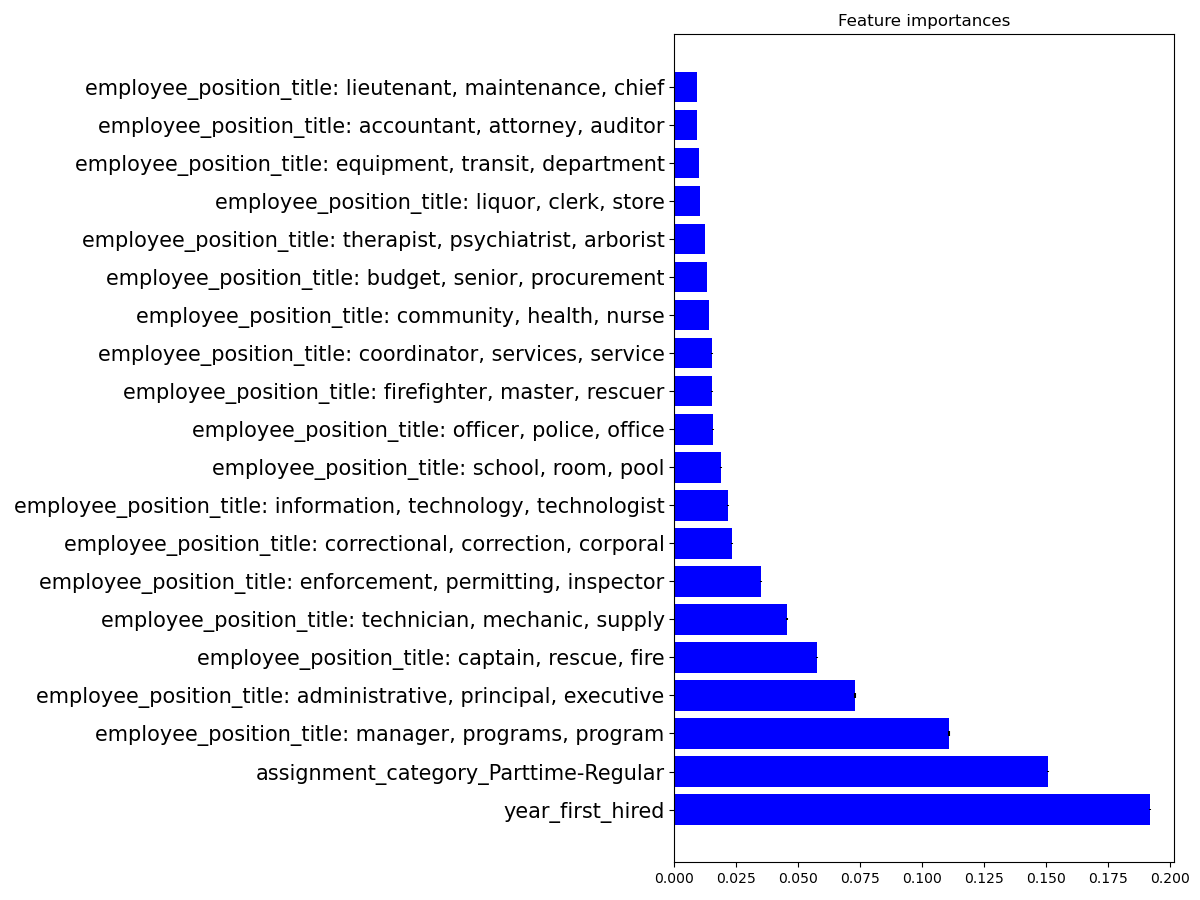 Feature importances
employee_position_title: lieutenant, maintenance, chief
employee_position_title: accountant, attorney, auditor
employee_position_title: equipment, transit, department
employee_position_title: liquor, clerk, store
employee_position_title: therapist, psychiatrist, arborist
employee_position_title: budget, senior, procurement
employee_position_title: community, health, nurse
employee_position_title: coordinator, services, service
employee_position_title: firefighter, master, rescuer
employee_position_title: officer, police, office
employee_position_title: school, room, pool
employee_position_title: information, technology, technologist
employee_position_title: correctional, correction, corporal
employee_position_title: enforcement, permitting, inspector
employee_position_title: technician, mechanic, supply
employee_position_title: captain, rescue, fire
employee_position_title: administrative, principal, executive
employee_position_title: manager, programs, program
assignment_category_Parttime-Regular
year_first_hired
0.000 0.025 0.050 0.075 0.100 0.125 0.150 0.175 0.200